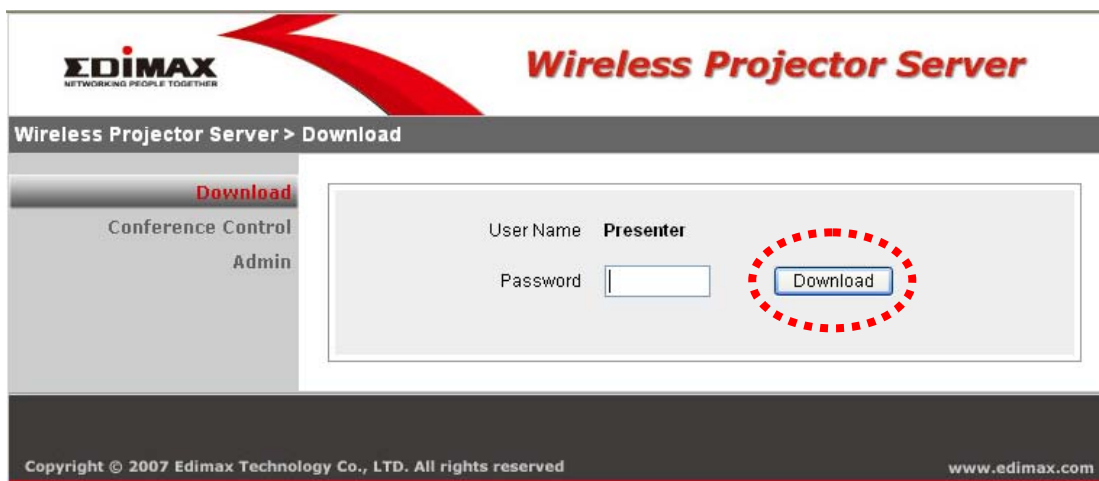 EDIMAX
NETWORKING PEOPLE TOGETHER
Wireless Projector Server
Wireless Projector Server > Download
Download
Conference Control
Admin
User Name Presenter
Password
Download
Copyright © 2007 Edimax Technology Co., LTD. All rights reserved
www.edimax.com